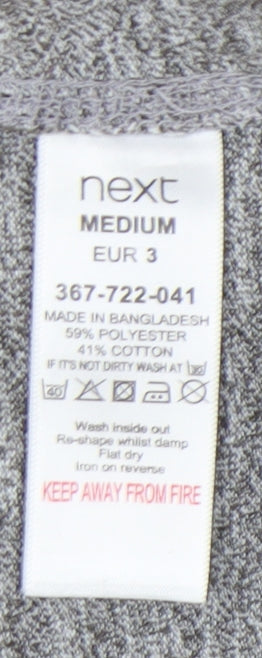 next
MEDIUM
EUR 3
367-722-041
MADE IN BANGLADESH
59% POLYESTER
41% COTTON
IF IT'S NOT DIRTY WASH AT 30
40
Wash inside out
Re-shape whilst damp
Flat dry
Iron on reverse
KEEP AWAY FROM FIRE